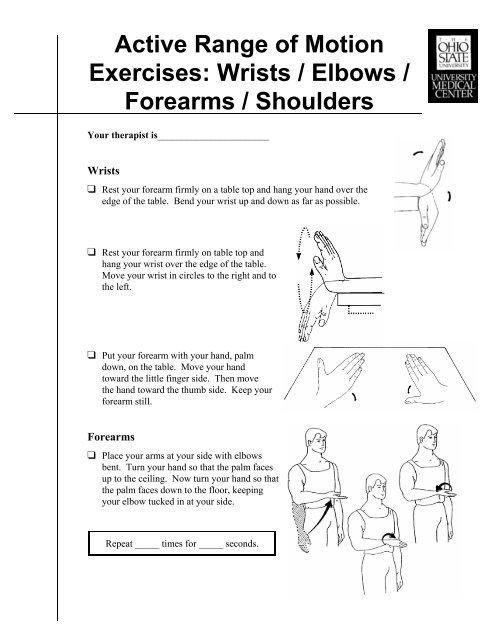 Active Range of Motion
Exercises: Wrists / Elbows /
Forearms / Shoulders
THE
OHIO
STATE
UNIVERSITY
UNIVERSITY
MEDICAL
CENTER
Your therapist is______________________
Wrists
❑ Rest your forearm firmly on a table top and hang your hand over the
edge of the table. Bend your wrist up and down as far as possible.
❑ Rest your forearm firmly on table top and
hang your wrist over the edge of the table.
Move your wrist in circles to the right and to
the left.
❑ Put your forearm with your hand, palm
down, on the table. Move your hand
toward the little finger side. Then move
the hand toward the thumb side. Keep your
forearm still.
Forearms
❑ Place your arms at your side with elbows
bent. Turn your hand so that the palm faces
up to the ceiling. Now turn your hand so that
the palm faces down to the floor, keeping
your elbow tucked in at your side.
Repeat _____ times for _____ seconds.